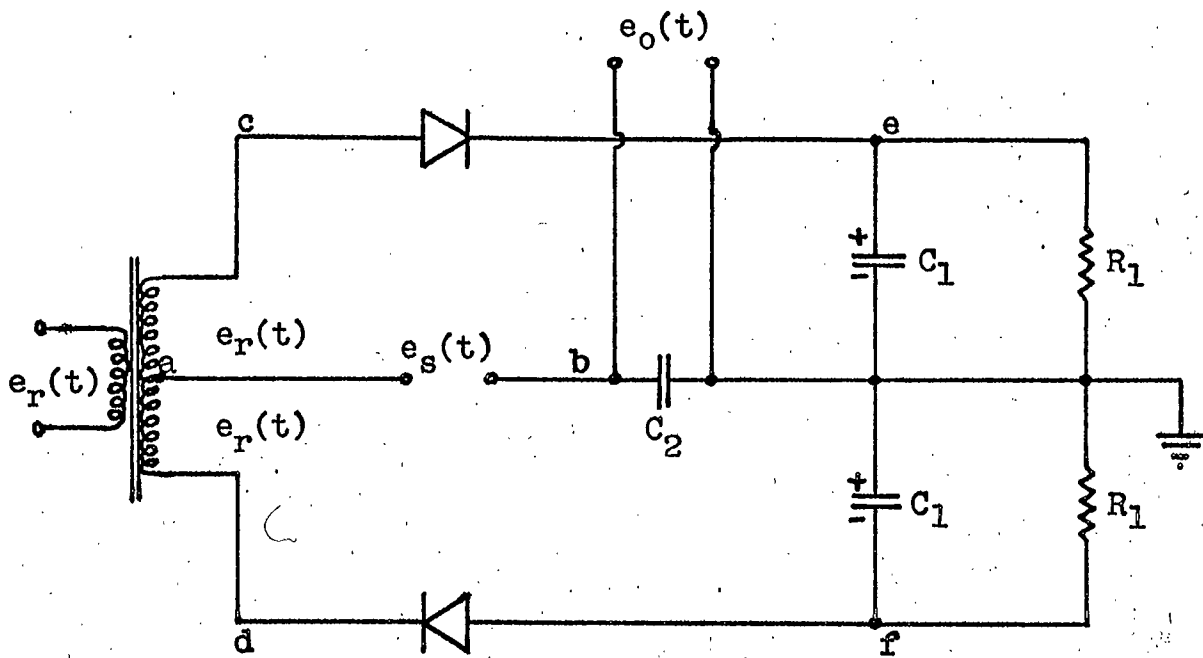 e_o(t)
c
e
+
- C_1
R_1
e_r(t)
a
e_s(t)
b
e_r(t)
e_r(t)
C_2
+
- C_1
R_1
d
f